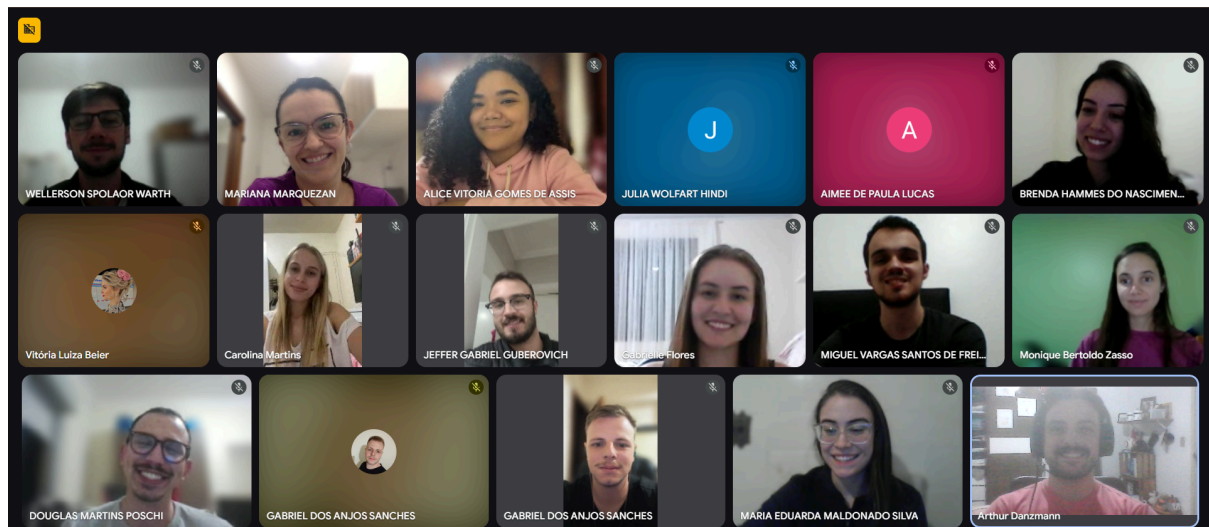 WELLERSON SPOLAOR WARTH
MARIANA MARQUEZAN
ALICE VITORIA GOMES DE ASSIS
J
JULIA WOLFART HINDI
A
AIMEE DE PAULA LUCAS
BRENDA HAMMES DO NASCIMEN...
Vitória Luiza Beier
Carolina Martins
JEFFER GABRIEL GUBEROVICH
Gabrielle Flores
MIGUEL VARGAS SANTOS DE FREI...
Monique Bertoldo Zasso
DOUGLAS MARTINS POSCHI
GABRIEL DOS ANJOS SANCHES
GABRIEL DOS ANJOS SANCHES
MARIA EDUARDA MALDONADO SILVA
Arthur Danzmann